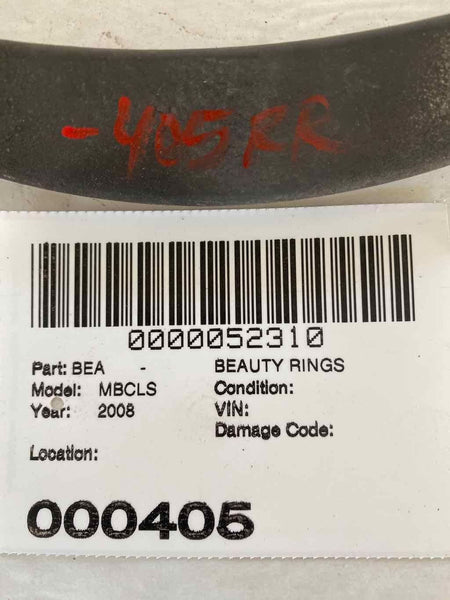 -405 RR
0000052310
Part: BEA - BEAUTY RINGS
Model: MBCLS Condition:
Year: 2008 VIN:
Damage Code:
Location:
000405